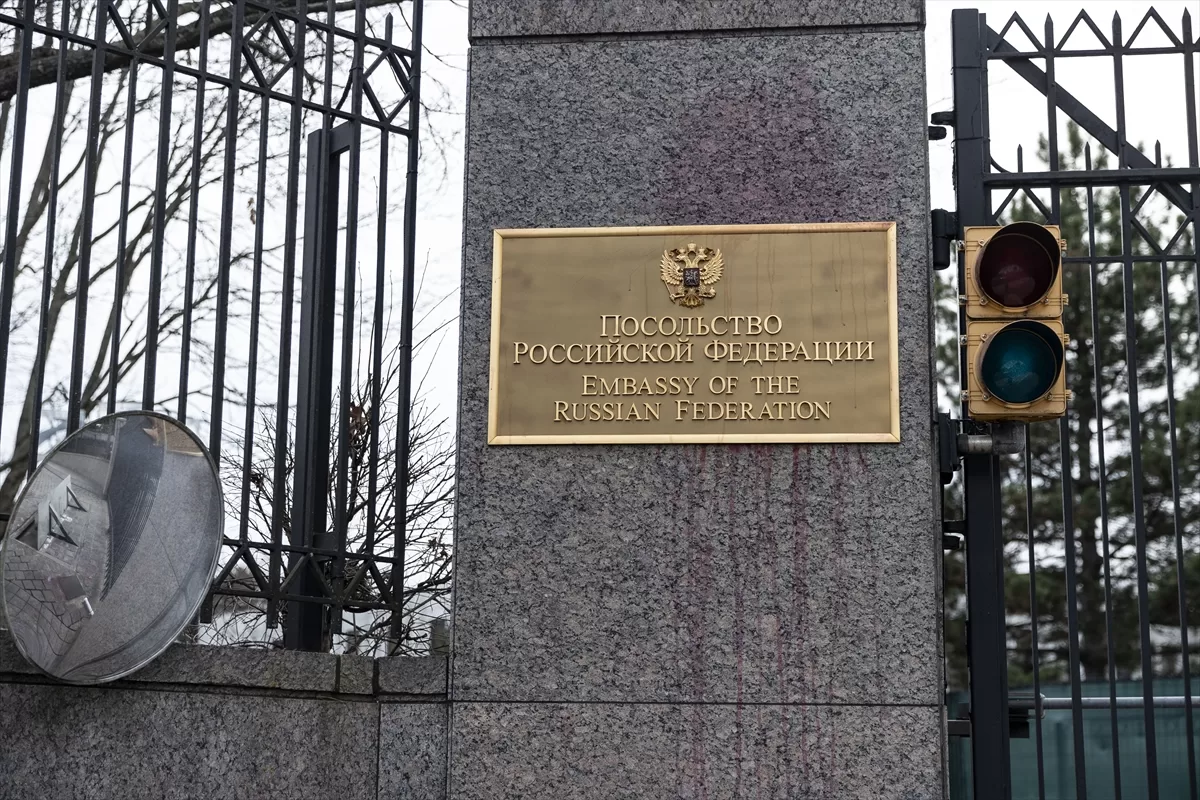 ПОСОЛЬСТВО
РОССИЙСКОЙ ФЕДЕРАЦИИ
EMBASSY OF THE
RUSSIAN FEDERATION